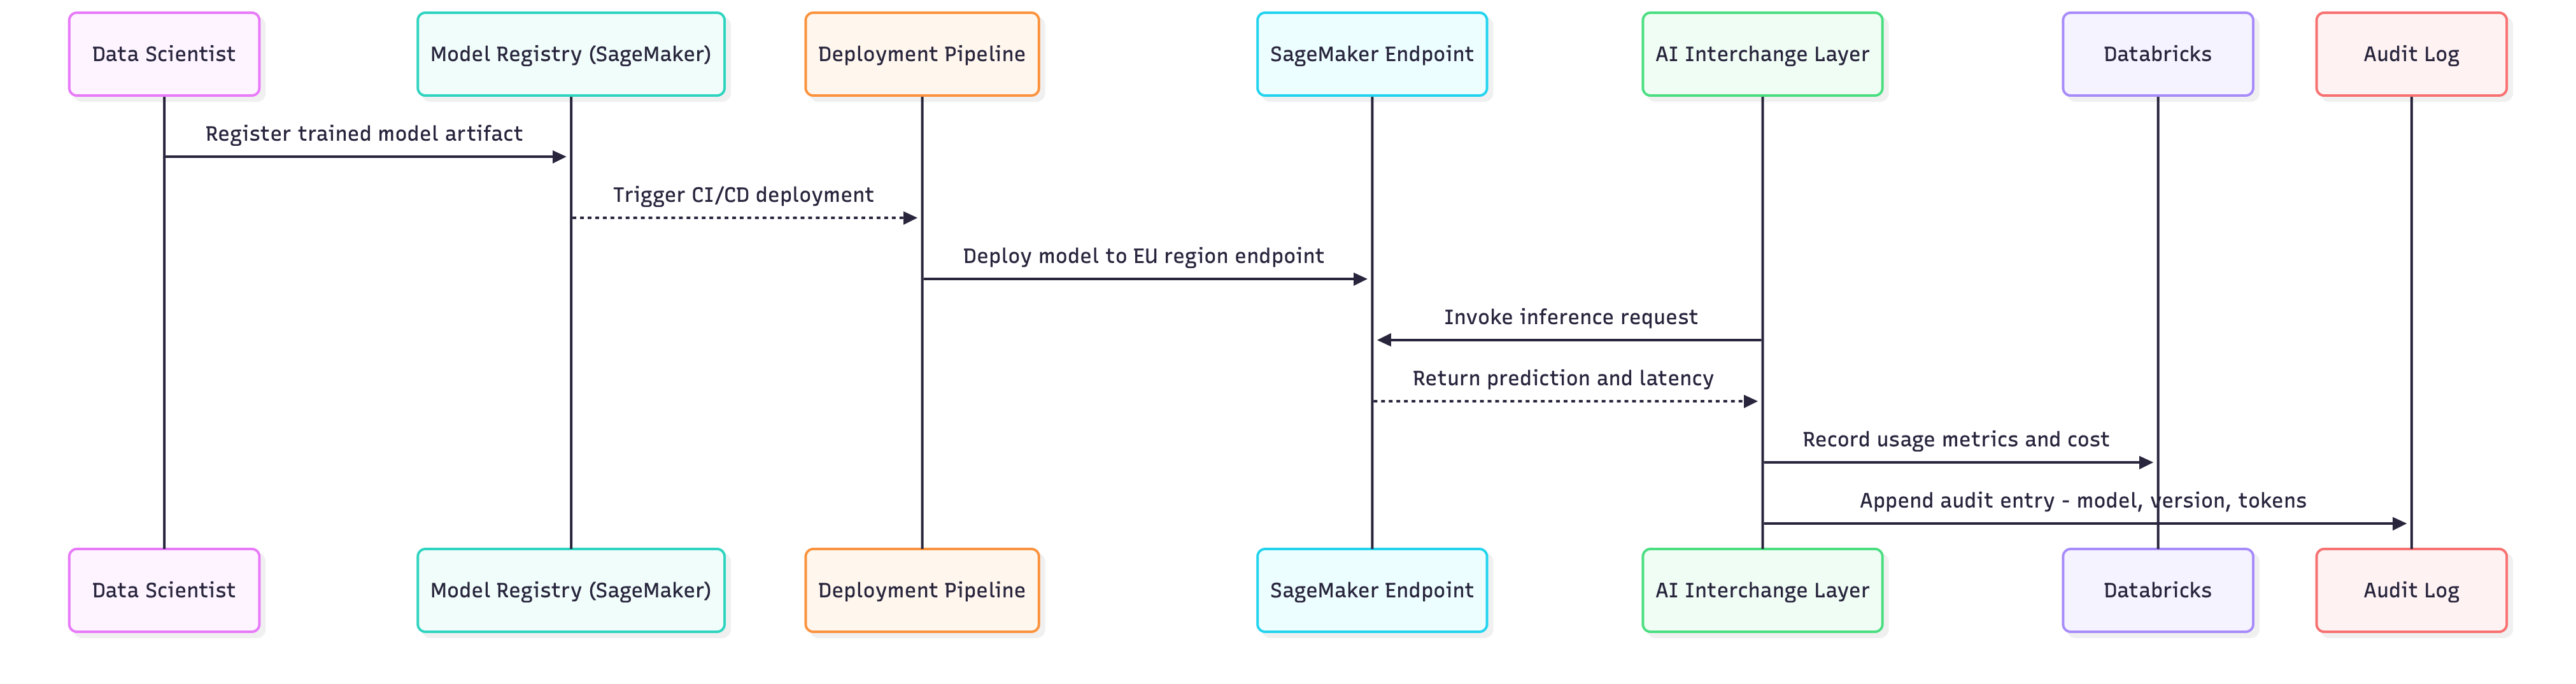 Data Scientist
Model Registry (SageMaker)
Deployment Pipeline
SageMaker Endpoint
AI Interchange Layer
Databricks
Audit Log
Register trained model artifact
Trigger CI/CD deployment
Deploy model to EU region endpoint
Invoke inference request
Return prediction and latency
Record usage metrics and cost
Append audit entry - model, version, tokens
Data Scientist
Model Registry (SageMaker)
Deployment Pipeline
SageMaker Endpoint
AI Interchange Layer
Databricks
Audit Log